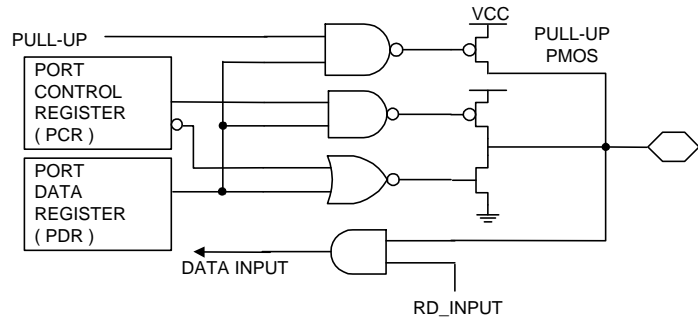 VCC
PULL-UP
PULL-UP
PMOS
PORT
CONTROL
REGISTER
( PCR )
PORT
DATA
REGISTER
( PDR )
DATA INPUT
RD_INPUT